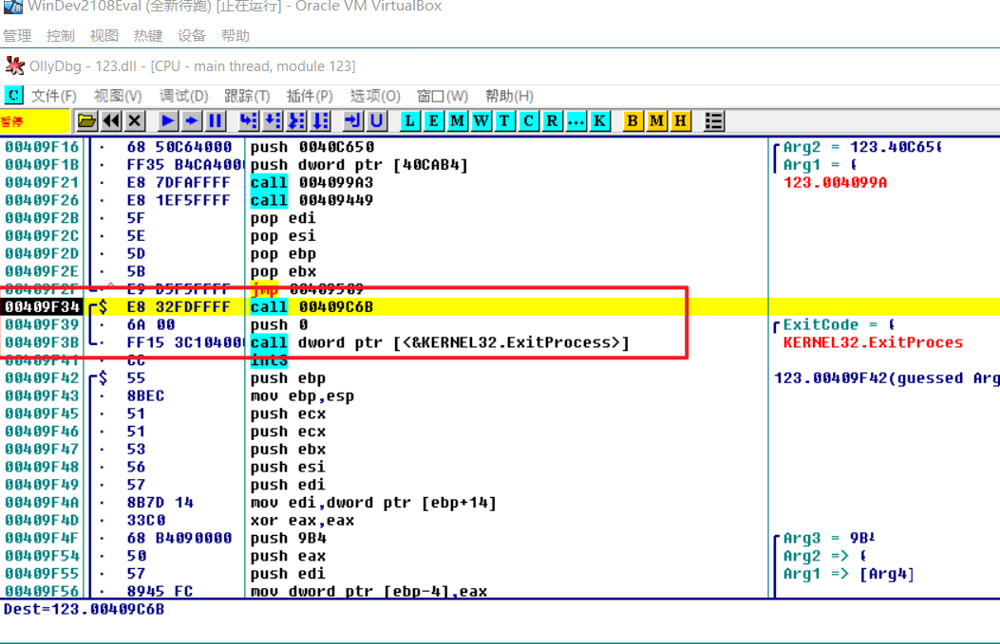 WinDev2108Eval (全新待跑) [正在运行] - Oracle VM VirtualBox
管理 控制 视图 热键 设备 帮助
OllyDbg - 123.dll - [CPU - main thread, module 123]
C 文件(F) 视图(V) 调试(D) 跟踪(T) 插件(P) 选项(O) 窗口(W) 帮助(H)
暂停 L E M W T C R ... K B M H
00409F16 · 68 50C64000 push 0040C650 Arg2 = 123.40C650
00409F1B · FF35 B4CA400 push dword ptr [40CAB4] Arg1 =
00409F21 · E8 7DFAFFFF call 004099A3 123.004099A
00409F26 · E8 1EF5FFFF call 00409449
00409F2B · 5F pop edi
00409F2C · 5E pop esi
00409F2D · 5D pop ebp
00409F2E · 5B pop ebx
00409F2F · E9 D5F5FFFF jmp 00409509
00409F34 $ E8 32FDFFFF call 00409C6B
00409F39 · 6A 00 push 0 ExitCode =
00409F3B · FF15 3C10400 call dword ptr [<&KERNEL32.ExitProcess>] KERNEL32.ExitProces
00409F41 CC int3
00409F42 $ 55 push ebp 123.00409F42(guessed Arg
00409F43 · 8BEC mov ebp,esp
00409F45 · 51 push ecx
00409F46 · 51 push ecx
00409F47 · 53 push ebx
00409F48 · 56 push esi
00409F49 · 57 push edi
00409F4A · 8B7D 14 mov edi,dword ptr [ebp+14]
00409F4D · 33C0 xor eax,eax
00409F4F · 68 B4090000 push 9B4 Arg3 = 9B4
00409F54 · 50 push eax Arg2 =>
00409F55 · 57 push edi Arg1 => [Arg4]
00409F56 · 8945 FC mov dword ptr [ebp-4],eax
Dest=123.00409C6B